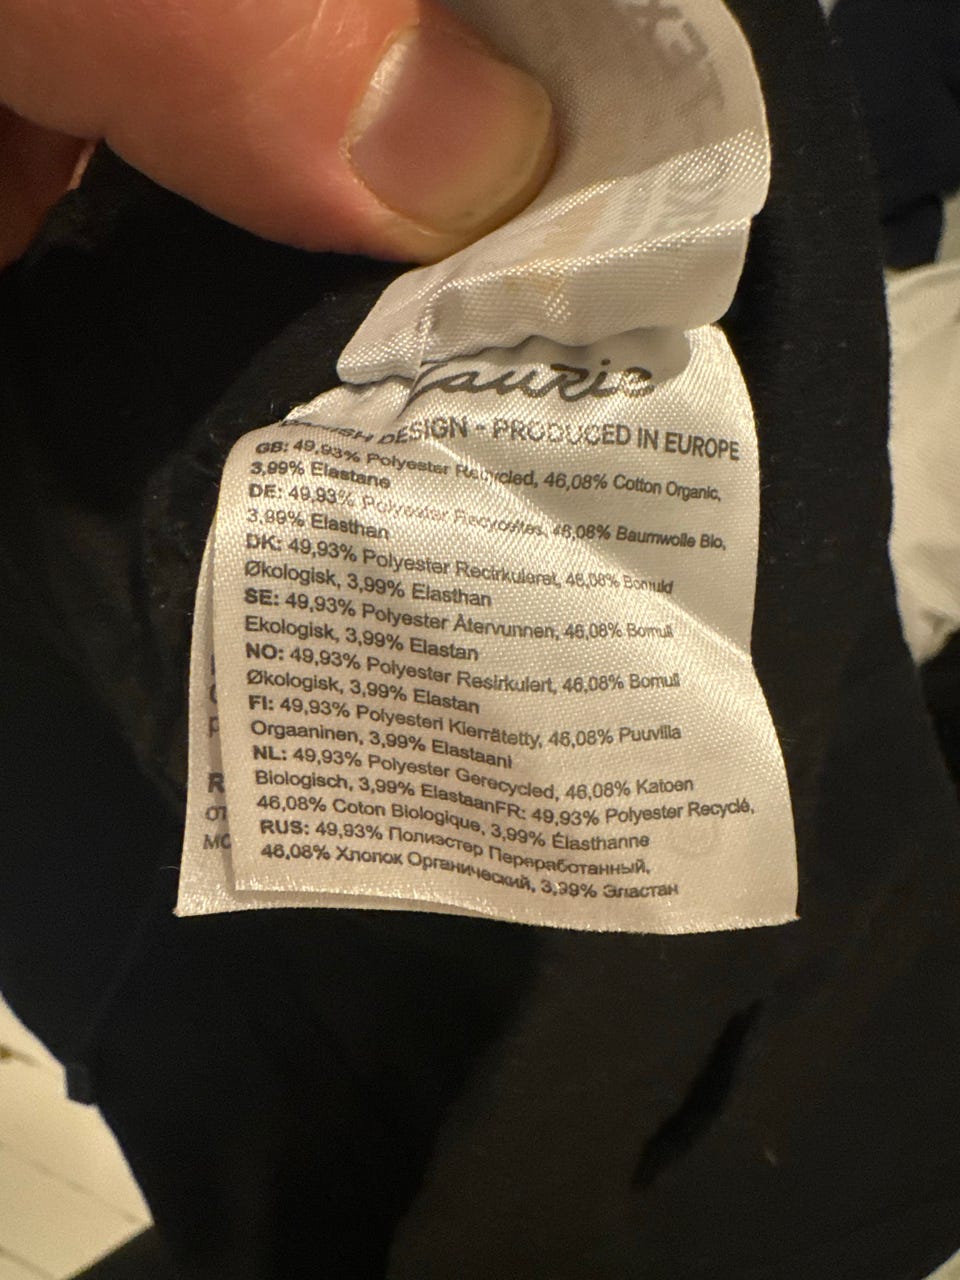 Laurie
DANISH DESIGN - PRODUCED IN EUROPE
GB: 49,93% Polyester Recycled, 46,08% Cotton Organic,
3,99% Elastane
DE: 49,93% Polyester Recyceltes, 46,08% Baumwolle Bio,
3,99% Elasthan
DK: 49,93% Polyester Recirkuleret, 46,08% Bomuld
Økologisk, 3,99% Elasthan
SE: 49,93% Polyester Återvunnen, 46,08% Bomull
Ekologisk, 3,99% Elastan
NO: 49,93% Polyester Resirkulert, 46,08% Bomull
Økologisk, 3,99% Elastan
FI: 49,93% Polyesteri Kierrätetty, 46,08% Puuvilla
Orgaaninen, 3,99% Elastaani
NL: 49,93% Polyester Gerecycled, 46,08% Katoen
Biologisch, 3,99% ElastaanFR: 49,93% Polyester Recyclé,
46,08% Coton Biologique, 3,99% Élasthanne
RUS: 49,93% Полиэстер Переработанный,
46,08% Хлопок Органический, 3,99% Эластан